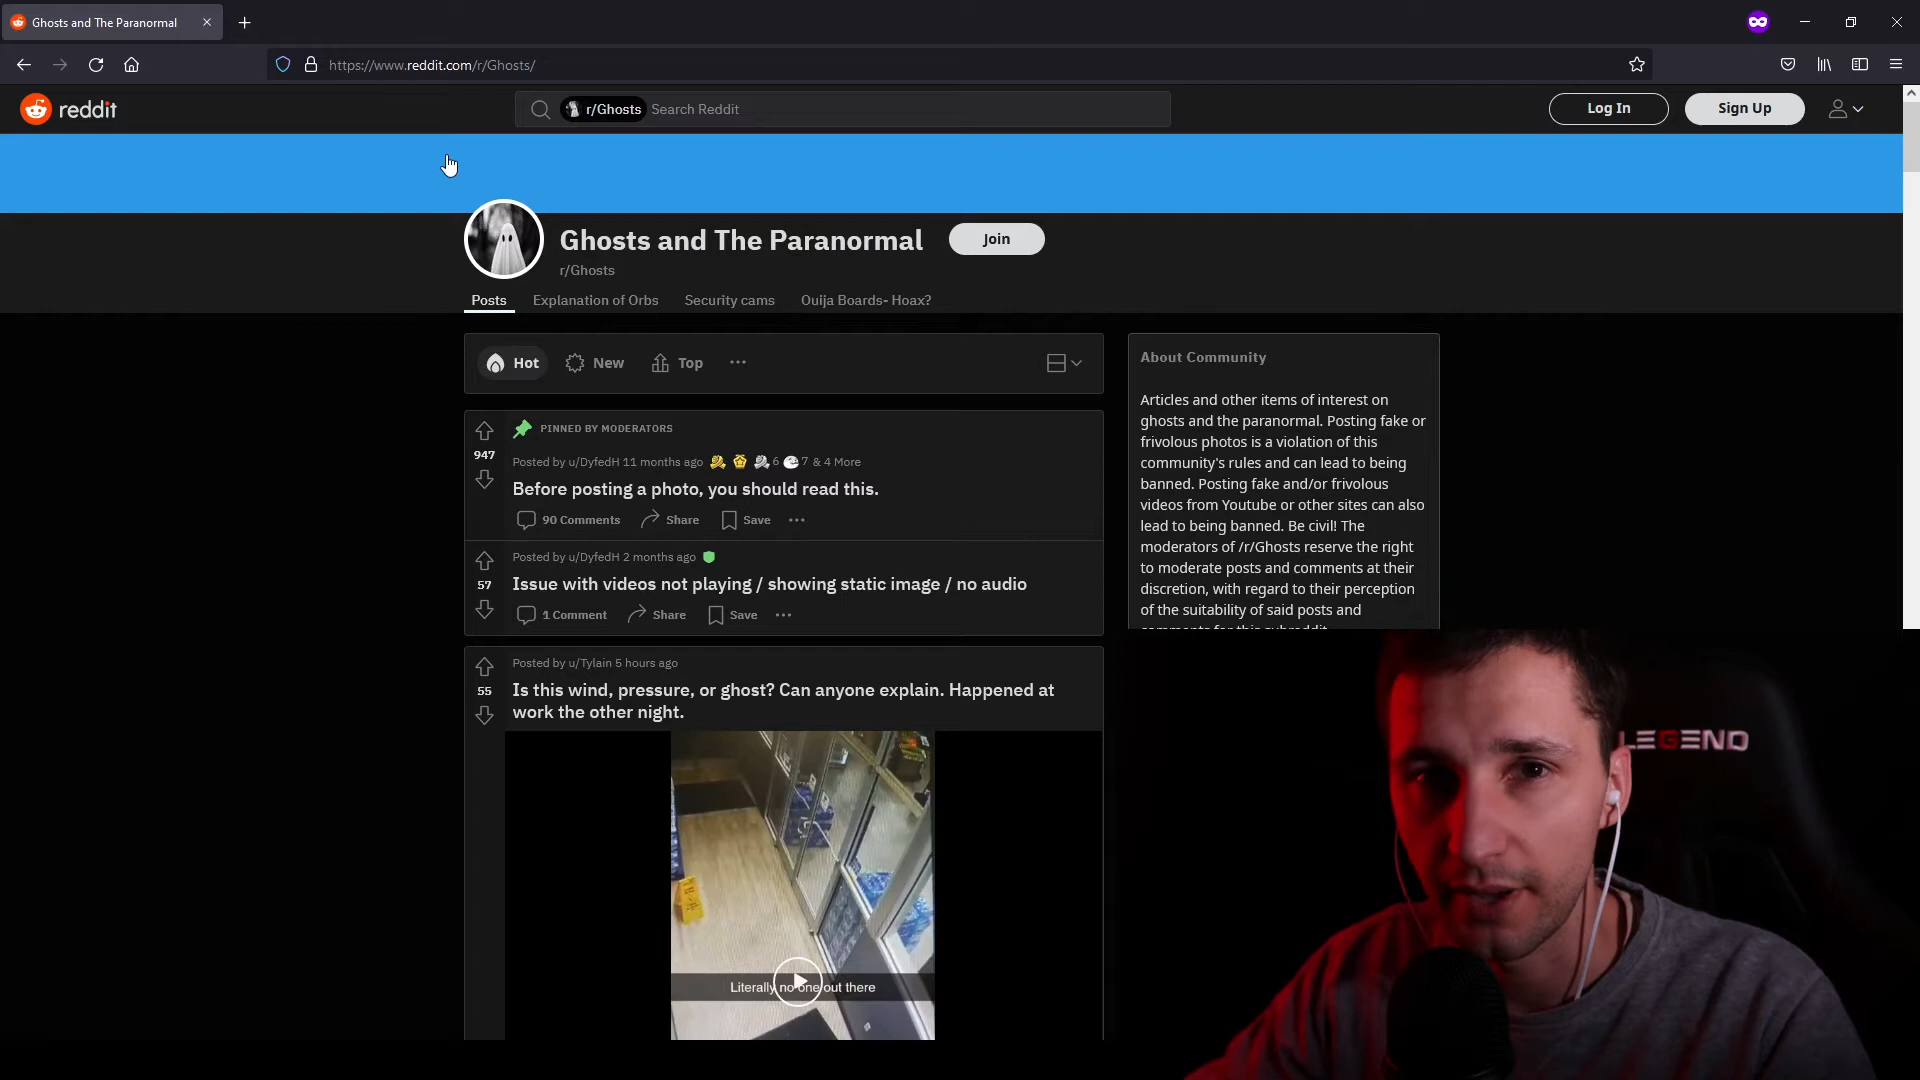 Ghosts and The Paranormal
https://www.reddit.com/r/Ghosts/
reddit
r/Ghosts Search Reddit
Log In
Sign Up
Ghosts and The Paranormal
Join
r/Ghosts
Posts
Explanation of Orbs
Security cams
Ouija Boards- Hoax?
Hot
New
Top
947
PINNED BY MODERATORS
Posted by u/DyfedH 11 months ago 6 7 & 4 More
Before posting a photo, you should read this.
90 Comments Share Save
57
Posted by u/DyfedH 2 months ago
Issue with videos not playing / showing static image / no audio
1 Comment Share Save
55
Posted by u/Tylain 5 hours ago
Is this wind, pressure, or ghost? Can anyone explain. Happened at
work the other night.
Literally no one out there
About Community
Articles and other items of interest on
ghosts and the paranormal. Posting fake or
frivolous photos is a violation of this
community's rules and can lead to being
banned. Posting fake and/or frivolous
videos from Youtube or other sites can also
lead to being banned. Be civil! The
moderators of /r/Ghosts reserve the right
to moderate posts and comments at their
discretion, with regard to their perception
of the suitability of said posts and
comments for this subreddit.
LEGEND